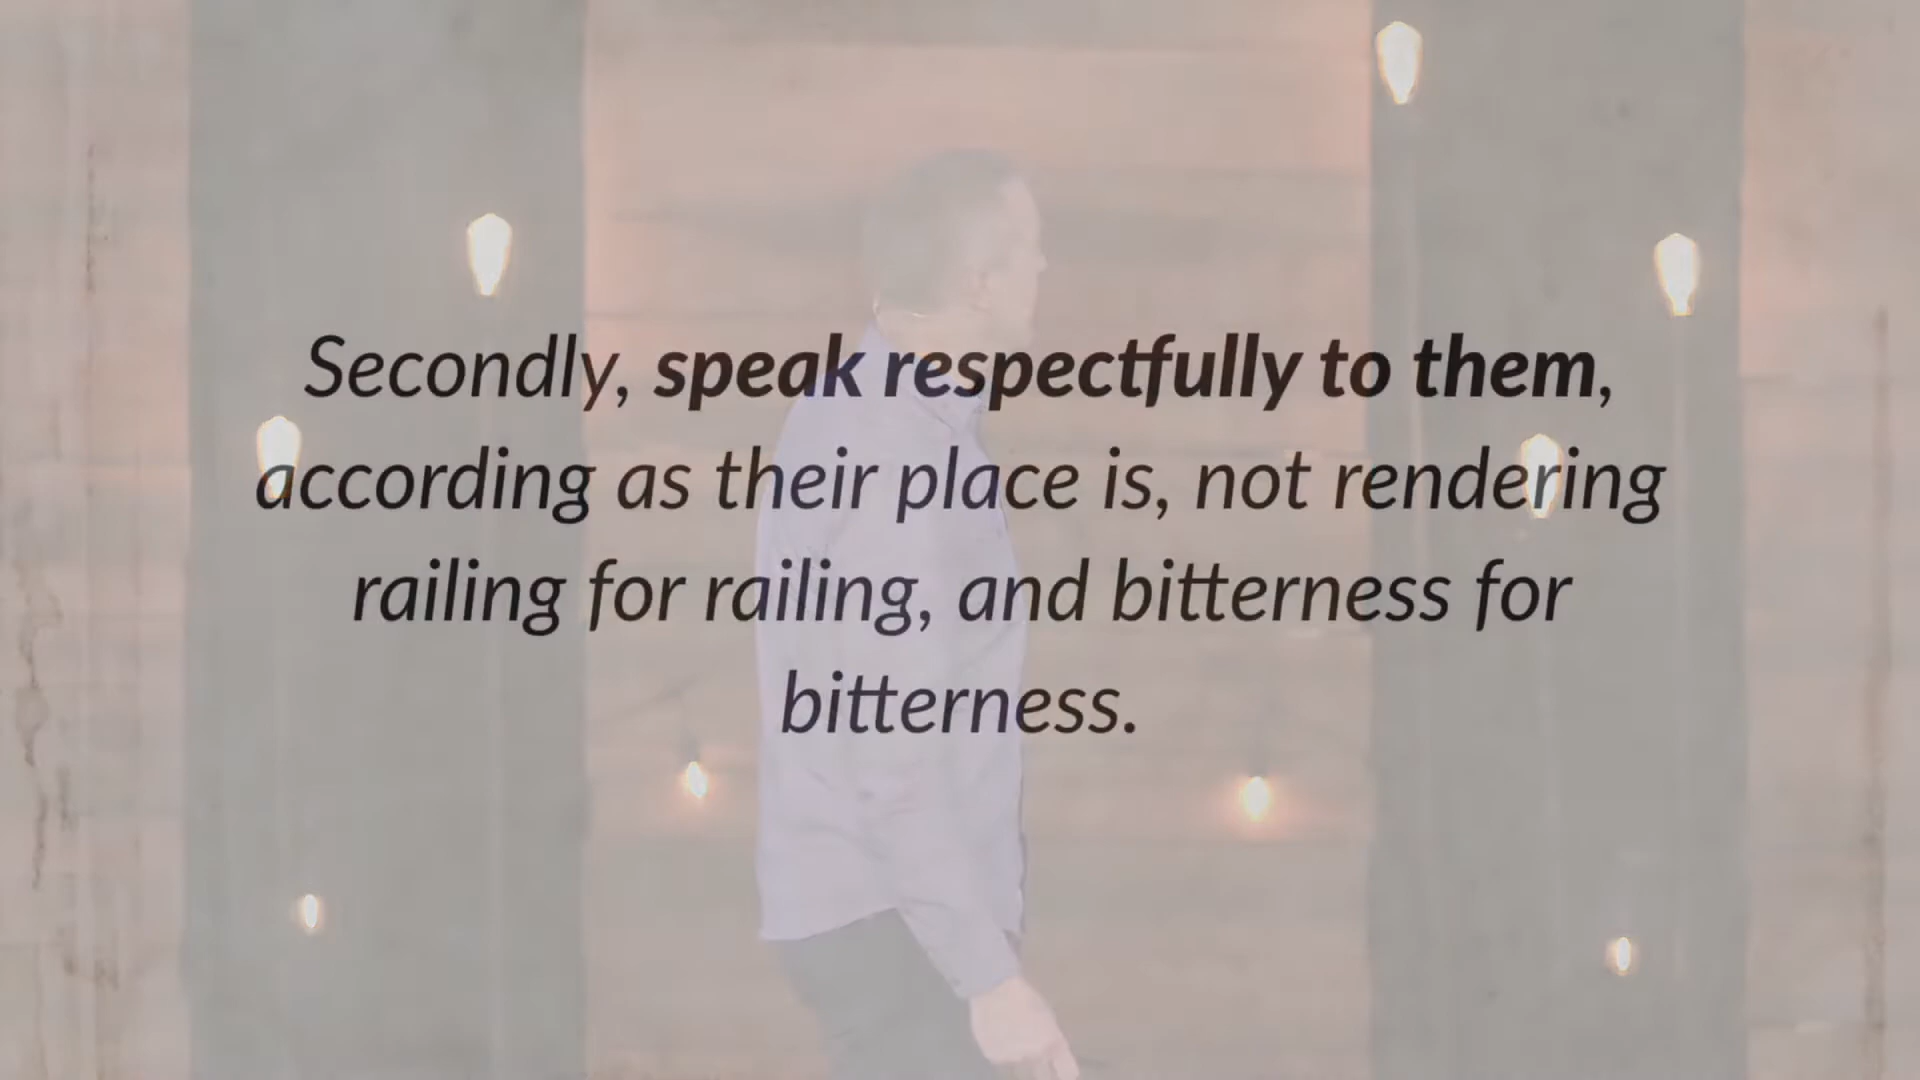 Secondly, speak respectfully to them,
according as their place is, not rendering
railing for railing, and bitterness for
bitterness.